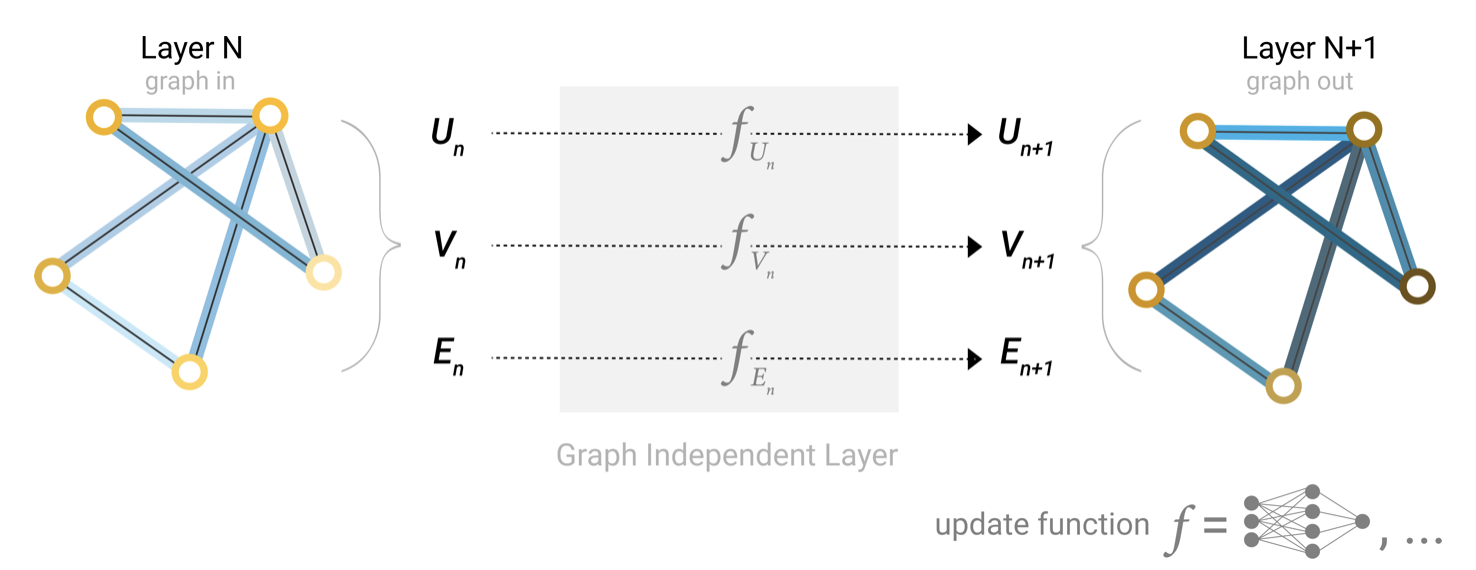 Layer N
graph in
Layer N+1
graph out
U_n f_{U_n} U_{n+1}
V_n f_{V_n} V_{n+1}
E_n f_{E_n} E_{n+1}
Graph Independent Layer
update function f = , ...